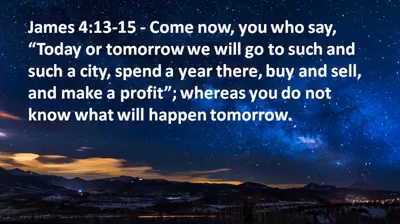 James 4:13-15 - Come now, you who say,
“Today or tomorrow we will go to such and
such a city, spend a year there, buy and sell,
and make a profit”; whereas you do not
know what will happen tomorrow.